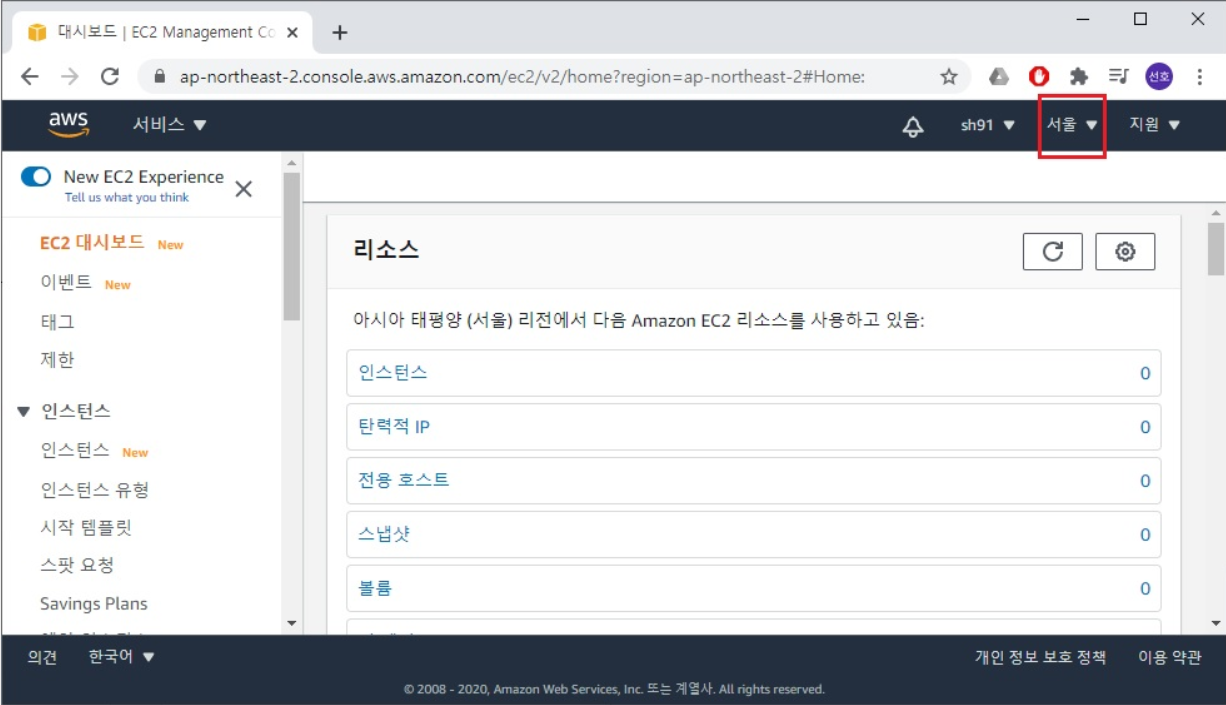 대시보드 | EC2 Management Co
ap-northeast-2.console.aws.amazon.com/ec2/v2/home?region=ap-northeast-2#Home:
선호
aws 서비스 ▼ sh91 ▼ 서울 ▼ 지원 ▼
New EC2 Experience
Tell us what you think
EC2 대시보드 New
이벤트 New
태그
제한
▼ 인스턴스
인스턴스 New
인스턴스 유형
시작 템플릿
스팟 요청
Savings Plans
리소스
아시아 태평양 (서울) 리전에서 다음 Amazon EC2 리소스를 사용하고 있음:
인스턴스 0
탄력적 IP 0
전용 호스트 0
스냅샷 0
볼륨 0
의견 한국어 ▼ 개인 정보 보호 정책 이용 약관
© 2008 - 2020, Amazon Web Services, Inc. 또는 계열사. All rights reserved.